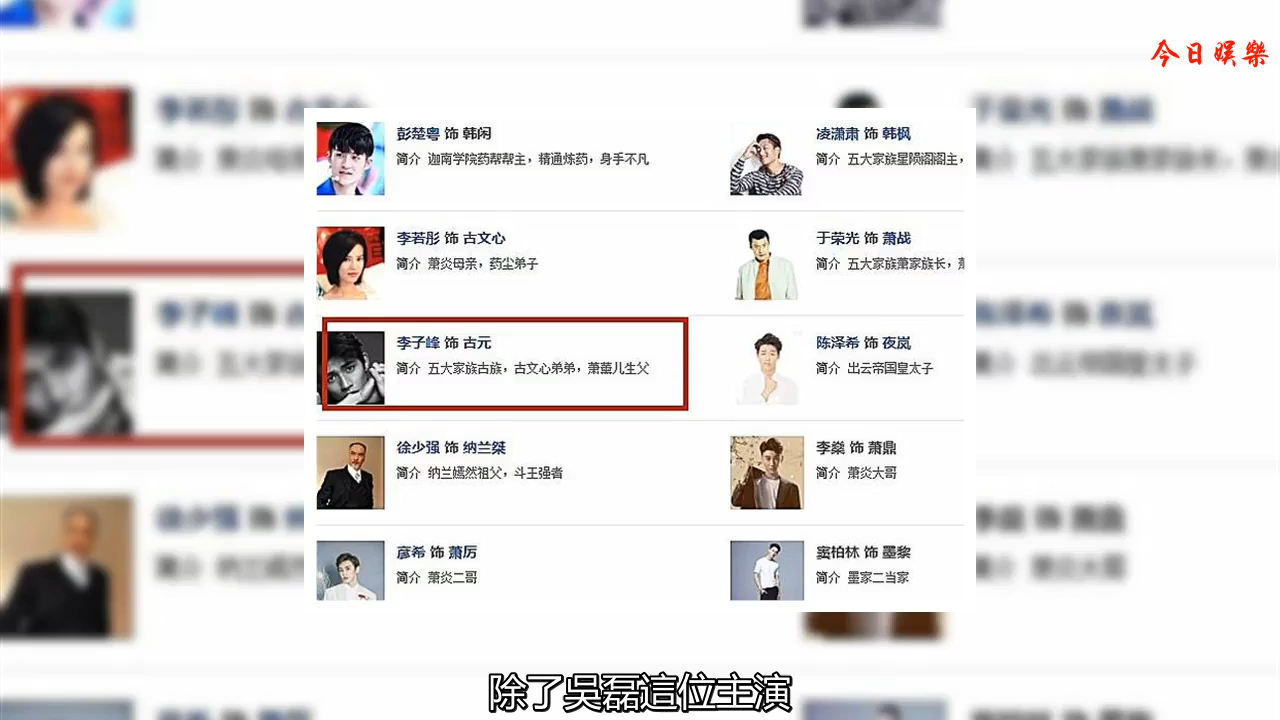 今日娱樂
彭楚粤 饰 韩闲
简介 迦南学院药帮帮主，精通炼药，身手不凡
凌潇肃 饰 韩枫
简介 五大家族星陨阁阁主，
李若彤 饰 古文心
简介 萧炎母亲，药尘弟子
于荣光 饰 萧战
简介 五大家族萧家族长，萧
李子峰 饰 古元
简介 五大家族古族，古文心弟弟，萧薰儿生父
陈泽希 饰 夜岚
简介 出云帝国皇太子
徐少强 饰 纳兰桀
简介 纳兰嫣然祖父，斗王强者
李燊 饰 萧鼎
简介 萧炎大哥
彦希 饰 萧厉
简介 萧炎二哥
窦柏林 饰 墨黎
简介 墨家二当家
除了吳磊這位主演